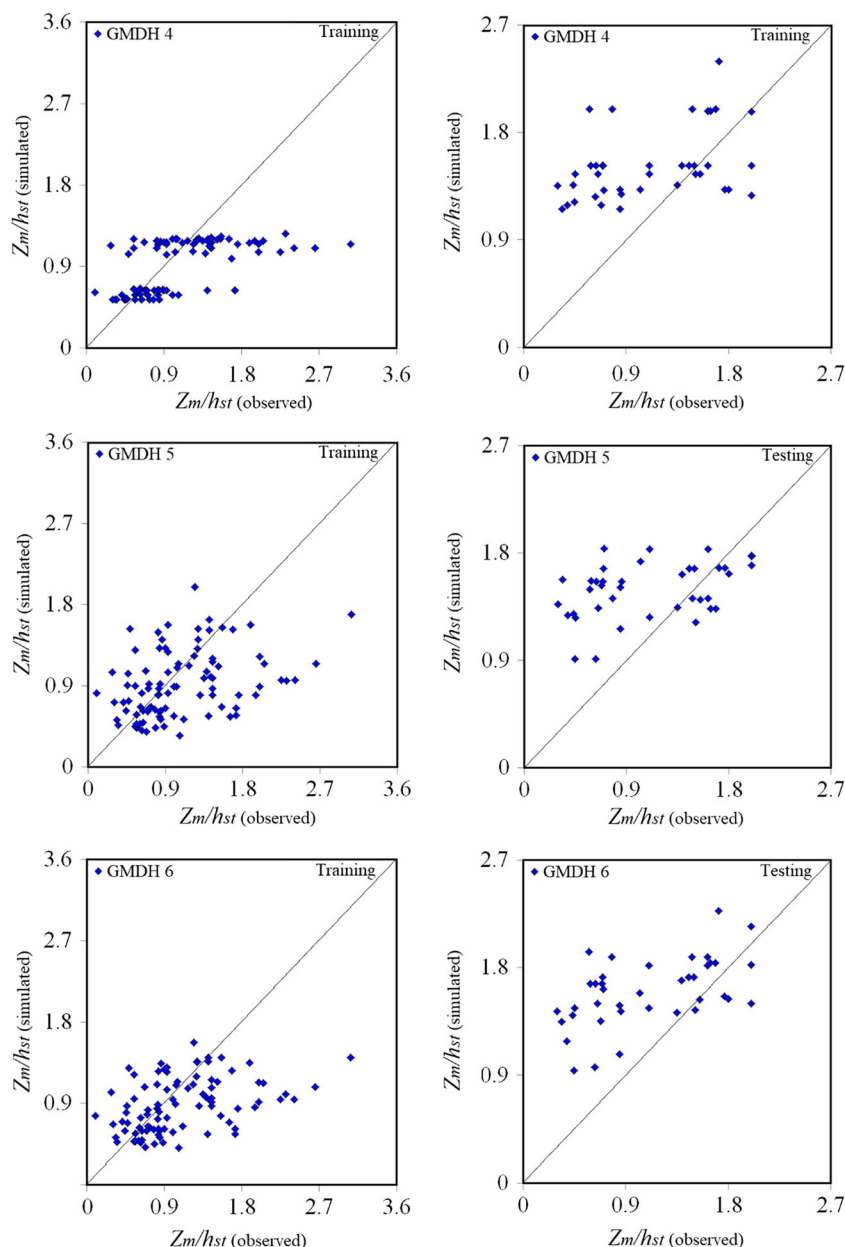 3.6
GMDH 4 Training
2.7
1.8
0.9
0
0 0.9 1.8 2.7 3.6
Zm/hst (simulated)
Zm/hst (observed)
2.7
GMDH 4 Training
1.8
0.9
0
0 0.9 1.8 2.7
Zm/hst (simulated)
Zm/hst (observed)
3.6
GMDH 5 Training
2.7
1.8
0.9
0
0 0.9 1.8 2.7 3.6
Zm/hst (simulated)
Zm/hst (observed)
2.7
GMDH 5 Testing
1.8
0.9
0
0 0.9 1.8 2.7
Zm/hst (simulated)
Zm/hst (observed)
3.6
GMDH 6 Training
2.7
1.8
0.9
0 0.9 1.8 2.7 3.6
Zm/hst (simulated)
Zm/hst (observed)
2.7
GMDH 6 Testing
1.8
0.9
0
0 0.9 1.8 2.7
Zm/hst (simulated)
Zm/hst (observed)